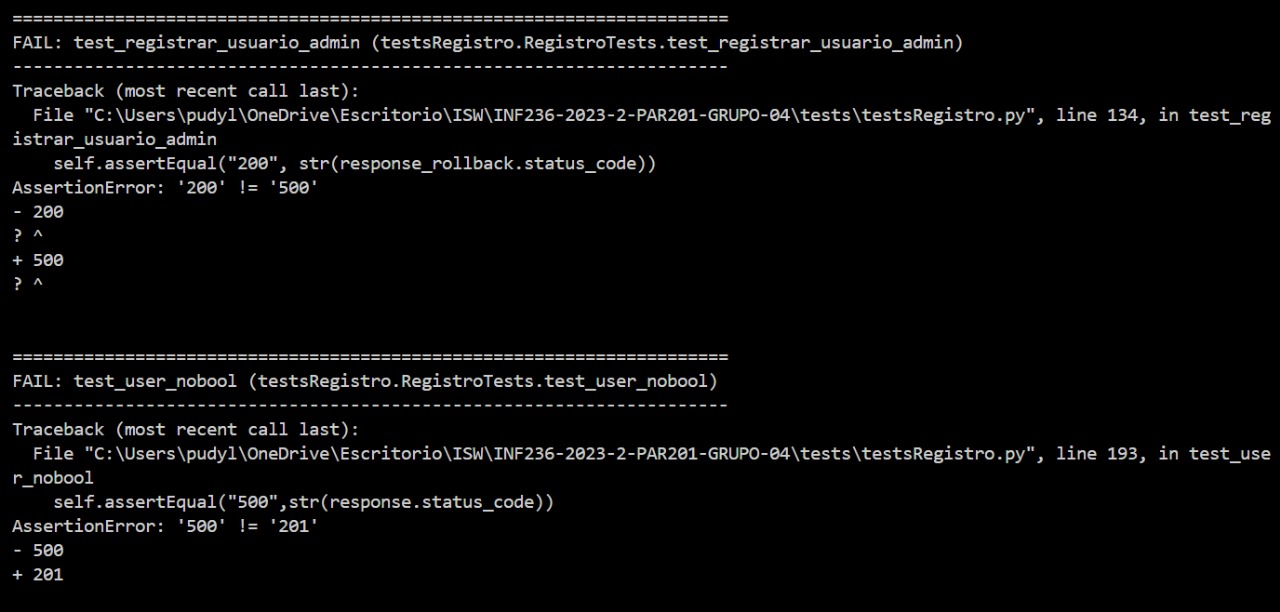 ======================================================================
FAIL: test_registrar_usuario_admin (testsRegistro.RegistroTests.test_registrar_usuario_admin)
----------------------------------------------------------------------
Traceback (most recent call last):
  File "C:\Users\pudyl\OneDrive\Escritorio\ISW\INF236-2023-2-PAR201-GRUPO-04\tests\testsRegistro.py", line 134, in test_reg
istrar_usuario_admin
    self.assertEqual("200", str(response_rollback.status_code))
AssertionError: '200' != '500'
- 200
? ^
+ 500
? ^
======================================================================
FAIL: test_user_nobool (testsRegistro.RegistroTests.test_user_nobool)
----------------------------------------------------------------------
Traceback (most recent call last):
  File "C:\Users\pudyl\OneDrive\Escritorio\ISW\INF236-2023-2-PAR201-GRUPO-04\tests\testsRegistro.py", line 193, in test_use
r_nobool
    self.assertEqual("500",str(response.status_code))
AssertionError: '500' != '201'
- 500
+ 201